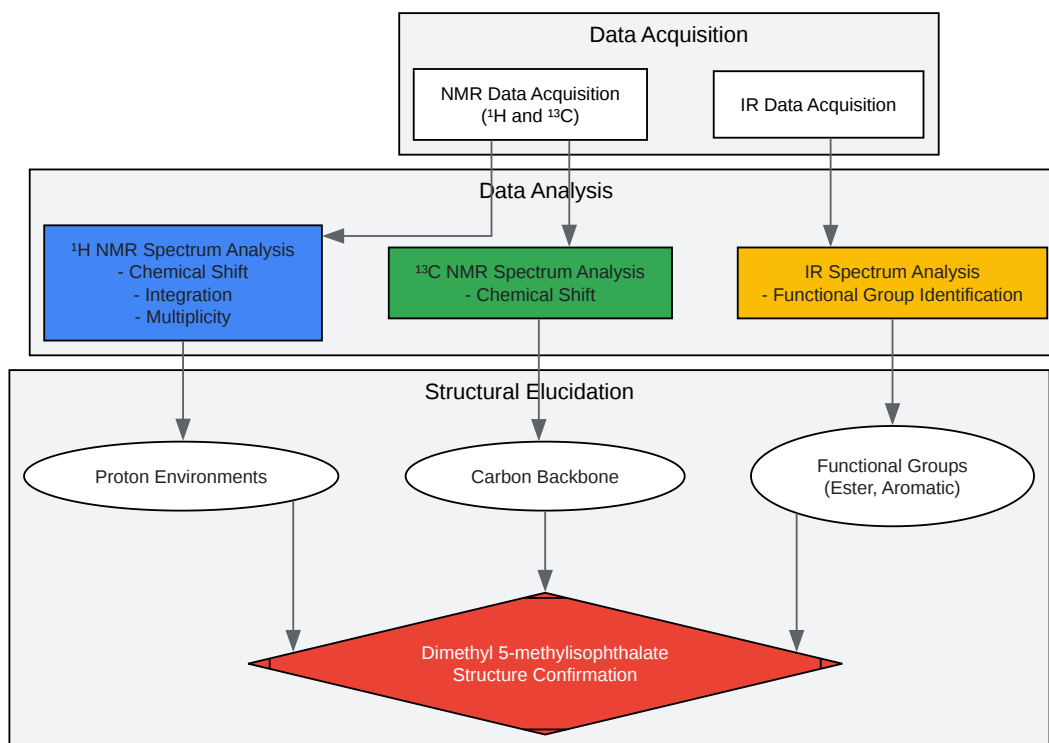 Data Acquisition
NMR Data Acquisition
(¹H and ¹³C)
IR Data Acquisition
Data Analysis
¹H NMR Spectrum Analysis
- Chemical Shift
- Integration
- Multiplicity
¹³C NMR Spectrum Analysis
- Chemical Shift
IR Spectrum Analysis
- Functional Group Identification
Structural Elucidation
Proton Environments
Carbon Backbone
Functional Groups
(Ester, Aromatic)
Dimethyl 5-methylisophthalate
Structure Confirmation